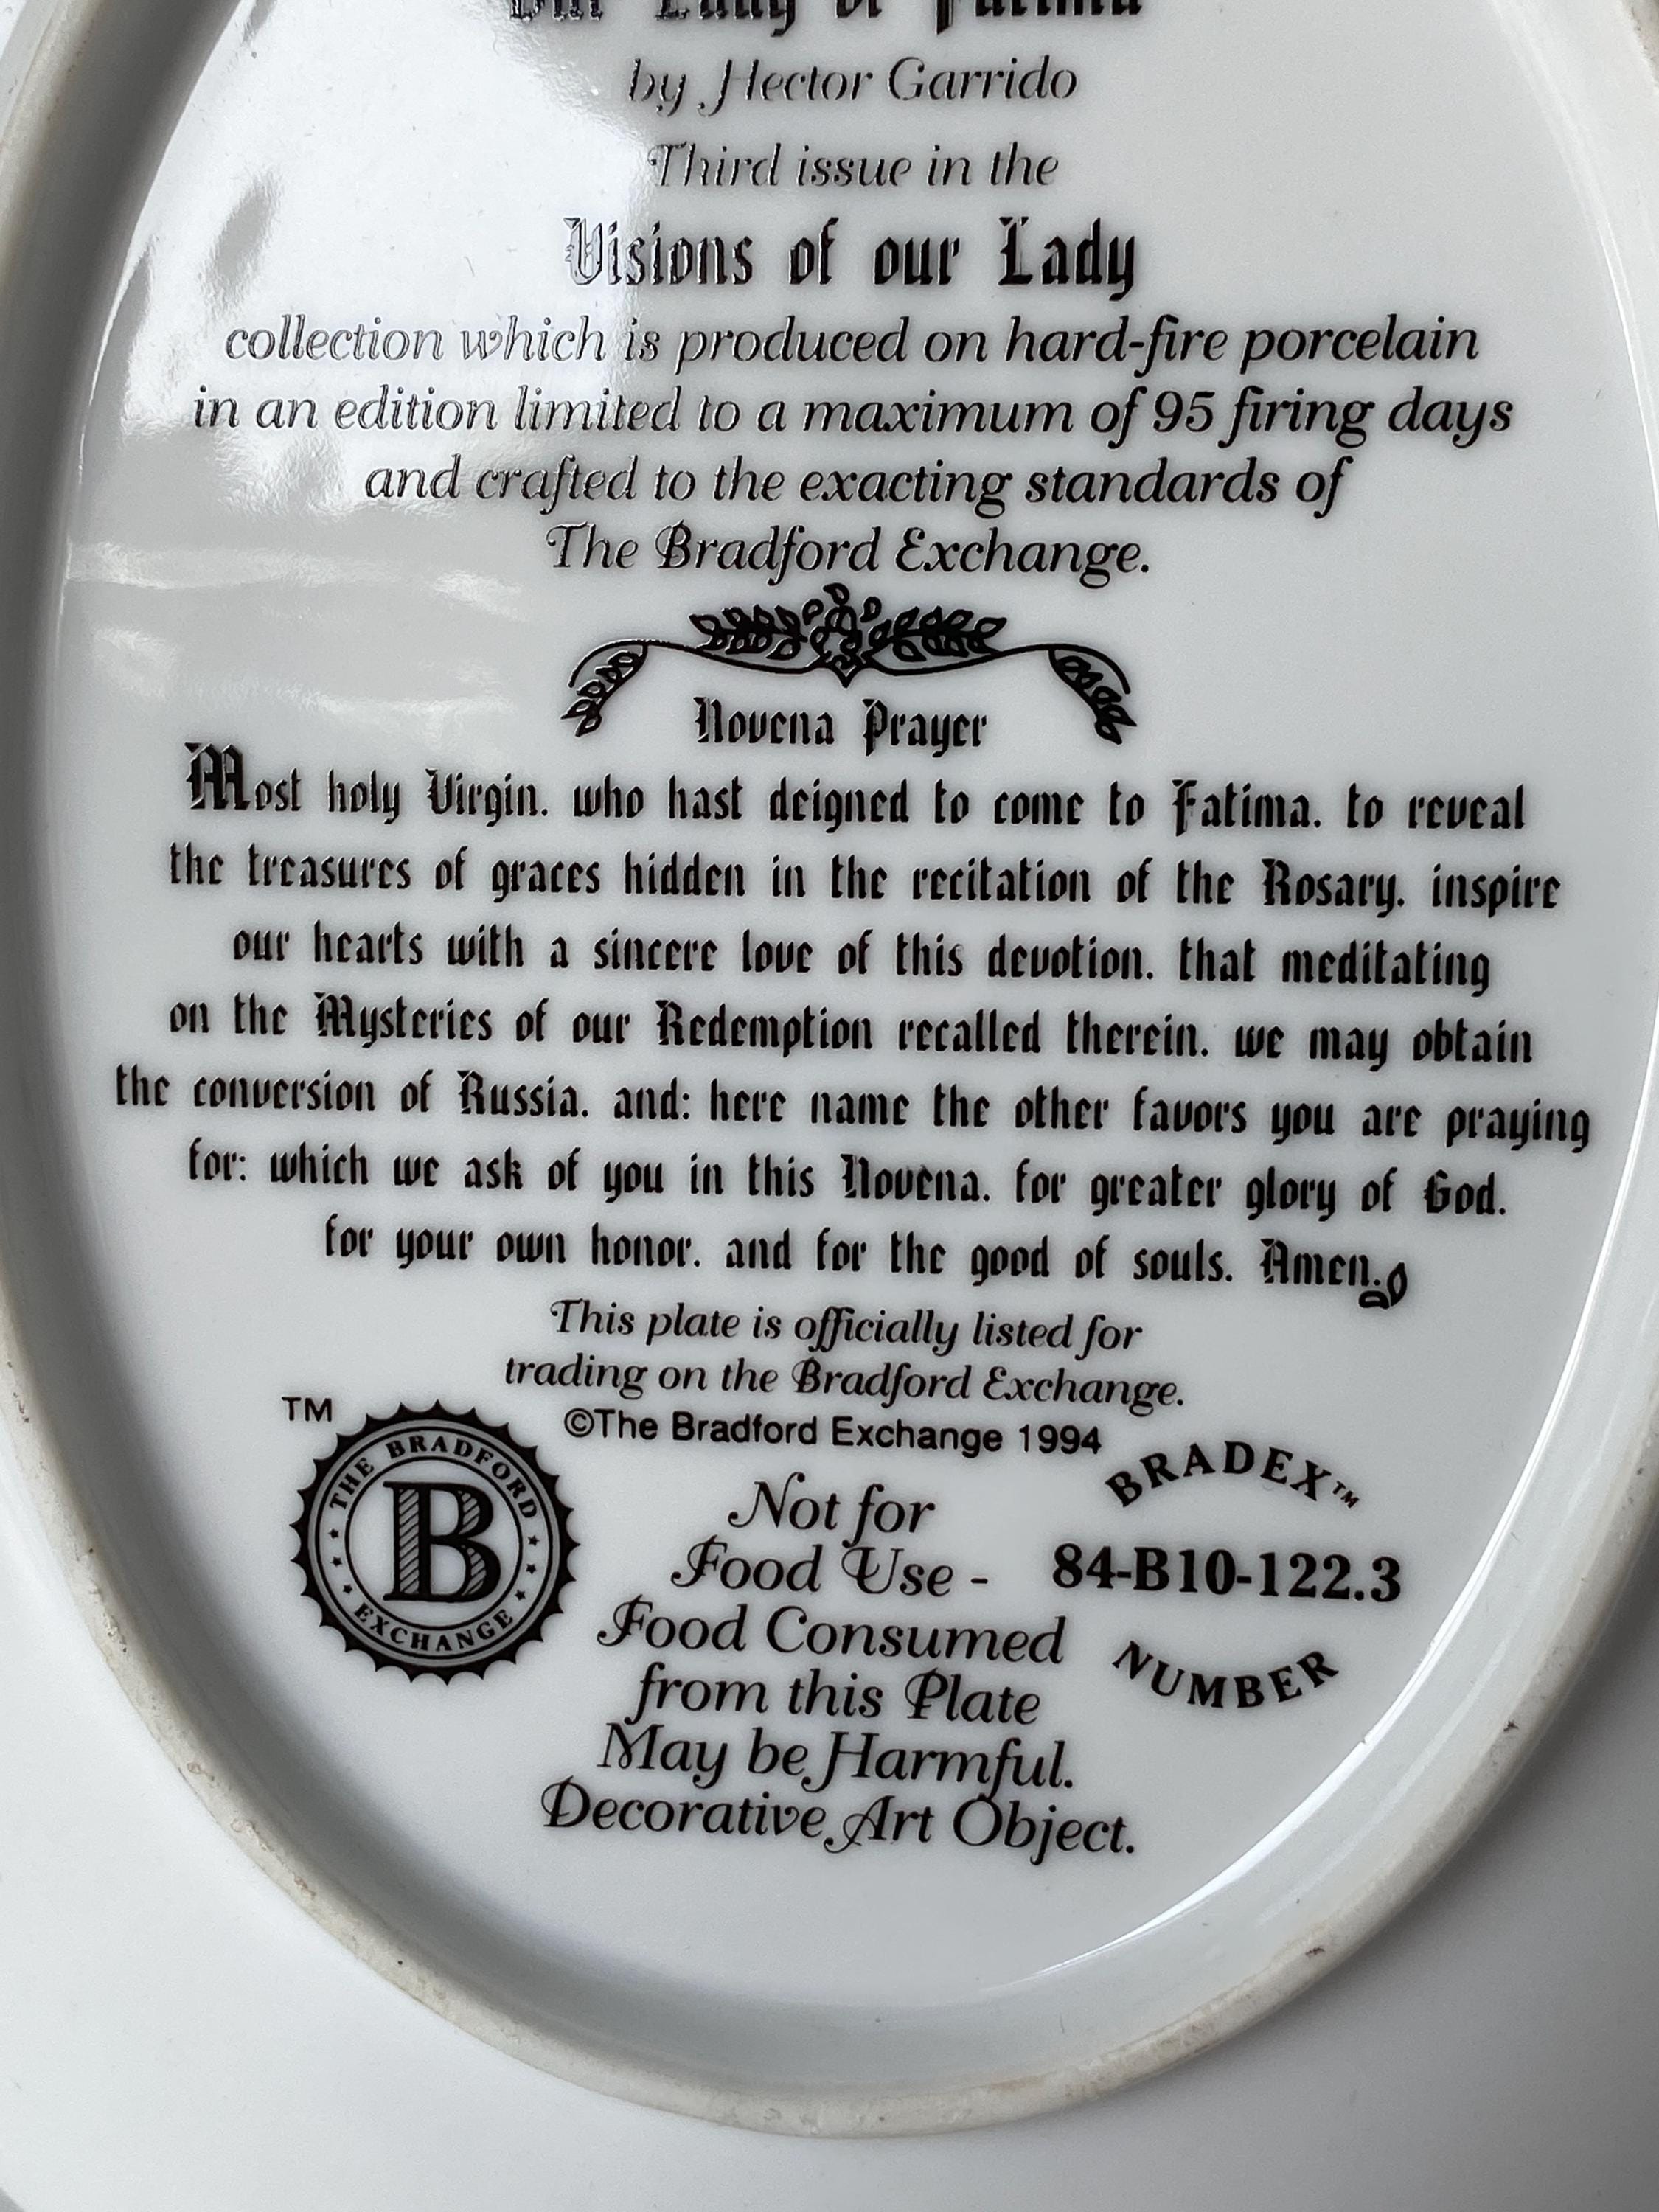 Our Lady of Fatima
by Hector Garrido
Third issue in the
Visions of our Lady
collection which is produced on hard-fire porcelain
in an edition limited to a maximum of 95 firing days
and crafted to the exacting standards of
The Bradford Exchange.
Novena Prayer
Most holy Virgin. who hast deigned to come to Fatima. to reveal
the treasures of graces hidden in the recitation of the Rosary. inspire
our hearts with a sincere love of this devotion. that meditating
on the Mysteries of our Redemption recalled therein. we may obtain
the conversion of Russia. and: here name the other favors you are praying
for: which we ask of you in this Novena. for greater glory of God.
for your own honor. and for the good of souls. Amen.
This plate is officially listed for
trading on the Bradford Exchange.
©The Bradford Exchange 1994
TM
THE BRADFORD
B
EXCHANGE
Not for
Food Use -
Food Consumed
from this Plate
May be Harmful.
Decorative Art Object.
BRADEX™
84-B10-122.3
NUMBER